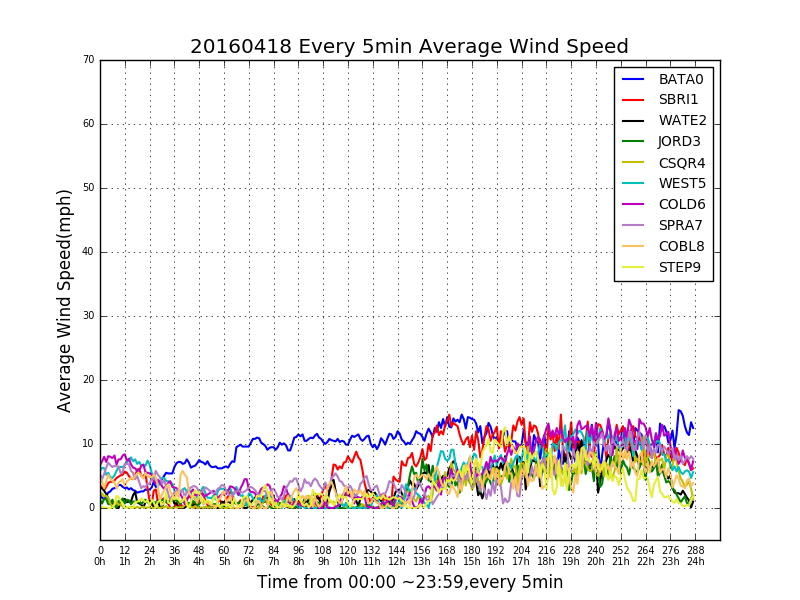 20160418 Every 5min Average Wind Speed
70
60
50
40
30
20
10
0
Average Wind Speed(mph)
BATA0
SBRI1
WATE2
JORD3
CSQR4
WEST5
COLD6
SPRA7
COBL8
STEP9
0 12 24 36 48 60 72 84 96 108 120 132 144 156 168 180 192 204 216 228 240 252 264 276 288
0h 1h 2h 3h 4h 5h 6h 7h 8h 9h 10h 11h 12h 13h 14h 15h 16h 17h 18h 19h 20h 21h 22h 23h 24h
Time from 00:00 ~23:59,every 5min